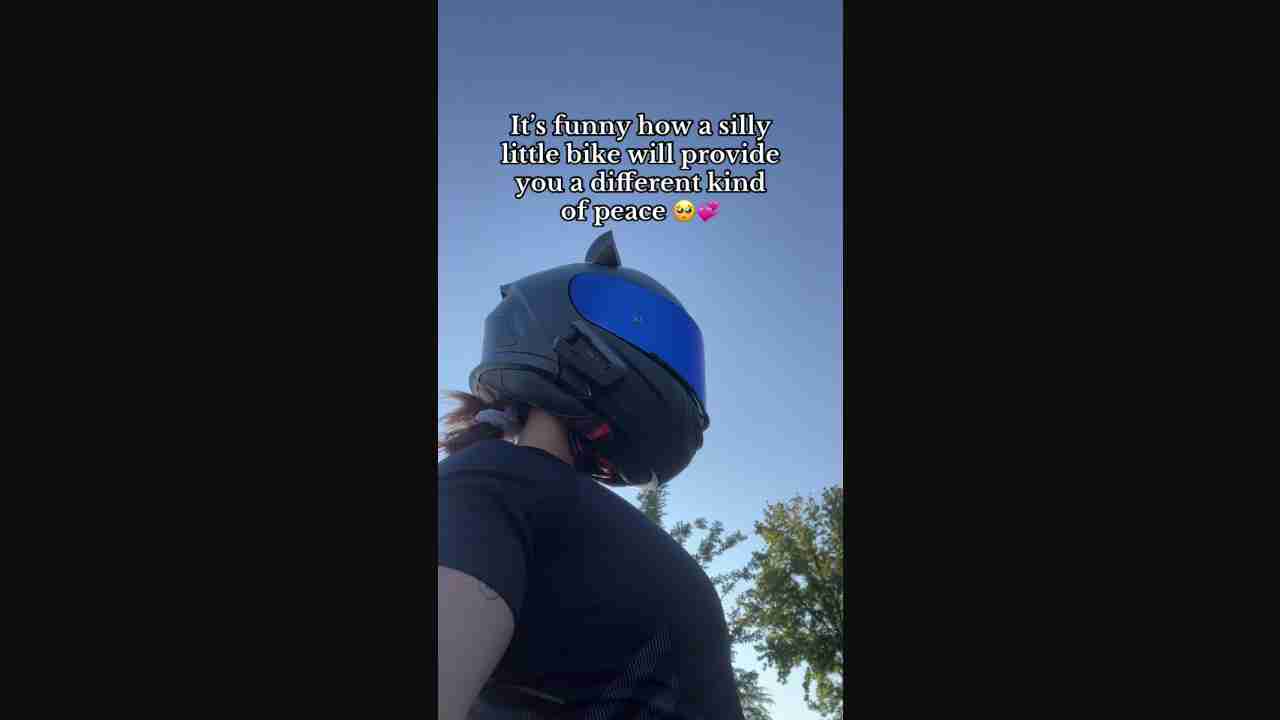 It's funny how a silly
little bike will provide
you a different kind
of peace 🥺💞